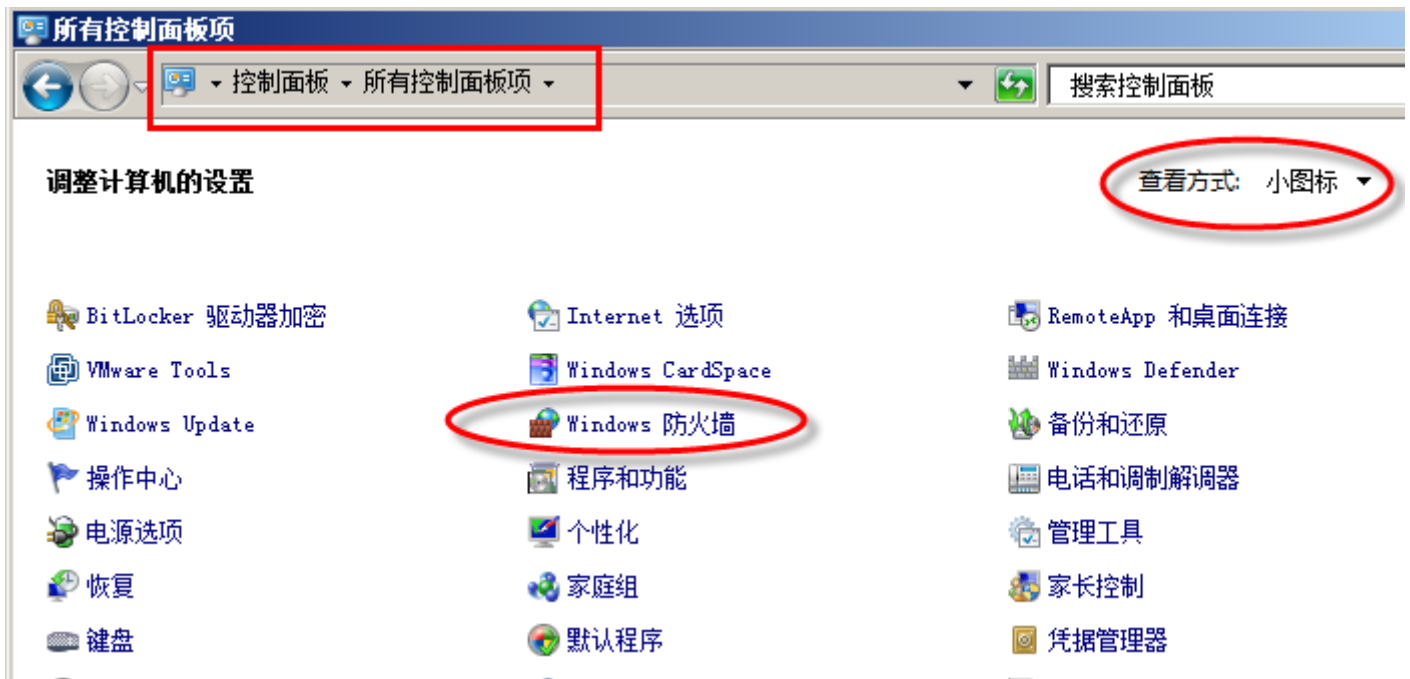 所有控制面板项
控制面板 所有控制面板项
搜索控制面板
调整计算机的设置
查看方式: 小图标
BitLocker 驱动器加密
Internet 选项
RemoteApp 和桌面连接
VMware Tools
Windows CardSpace
Windows Defender
Windows Update
Windows 防火墙
备份和还原
操作中心
程序和功能
电话和调制解调器
电源选项
个性化
管理工具
恢复
家庭组
家长控制
键盘
默认程序
凭据管理器